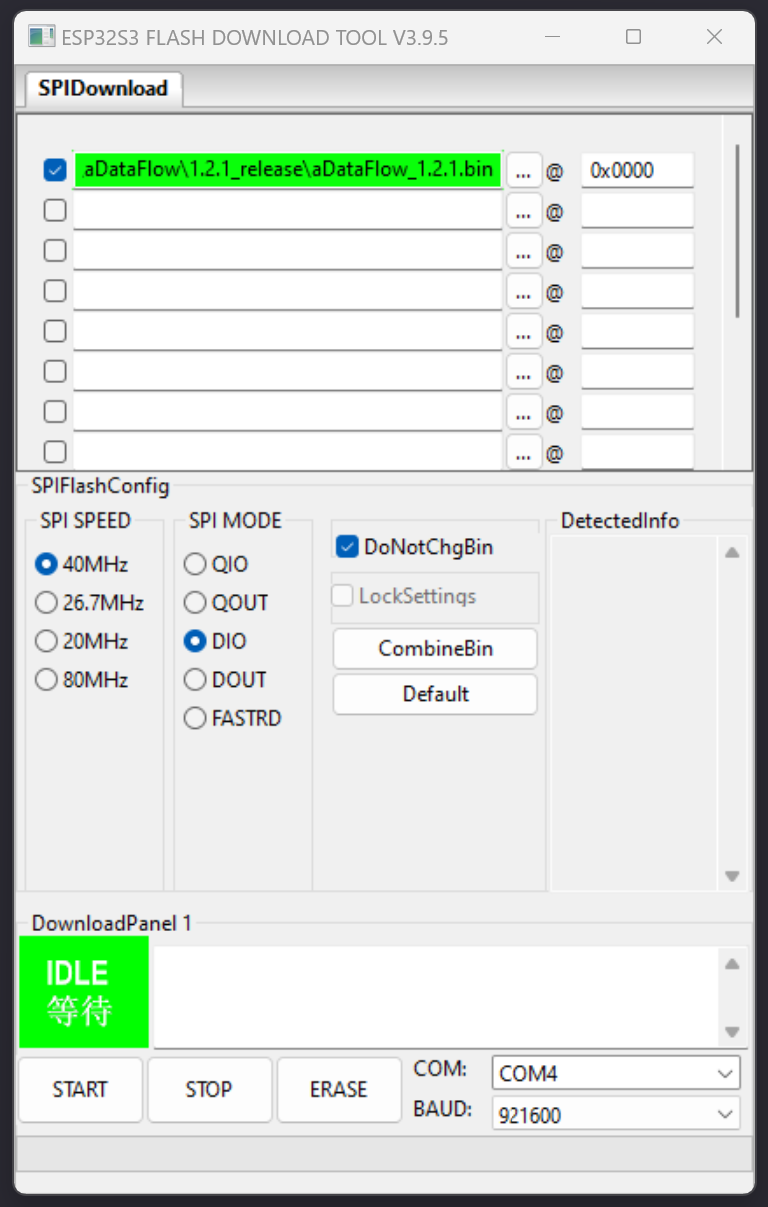 ESP32S3 FLASH DOWNLOAD TOOL V3.9.5
SPIDownload
aDataFlow\1.2.1_release\aDataFlow_1.2.1.bin ... @ 0x0000
... @
... @
... @
... @
... @
... @
... @
SPIFlashConfig
SPI SPEED
40MHz
26.7MHz
20MHz
80MHz
SPI MODE
QIO
QOUT
DIO
DOUT
FASTRD
DoNotChgBin
LockSettings
CombineBin
Default
DetectedInfo
DownloadPanel 1
IDLE
等待
START STOP ERASE
COM: COM4
BAUD: 921600